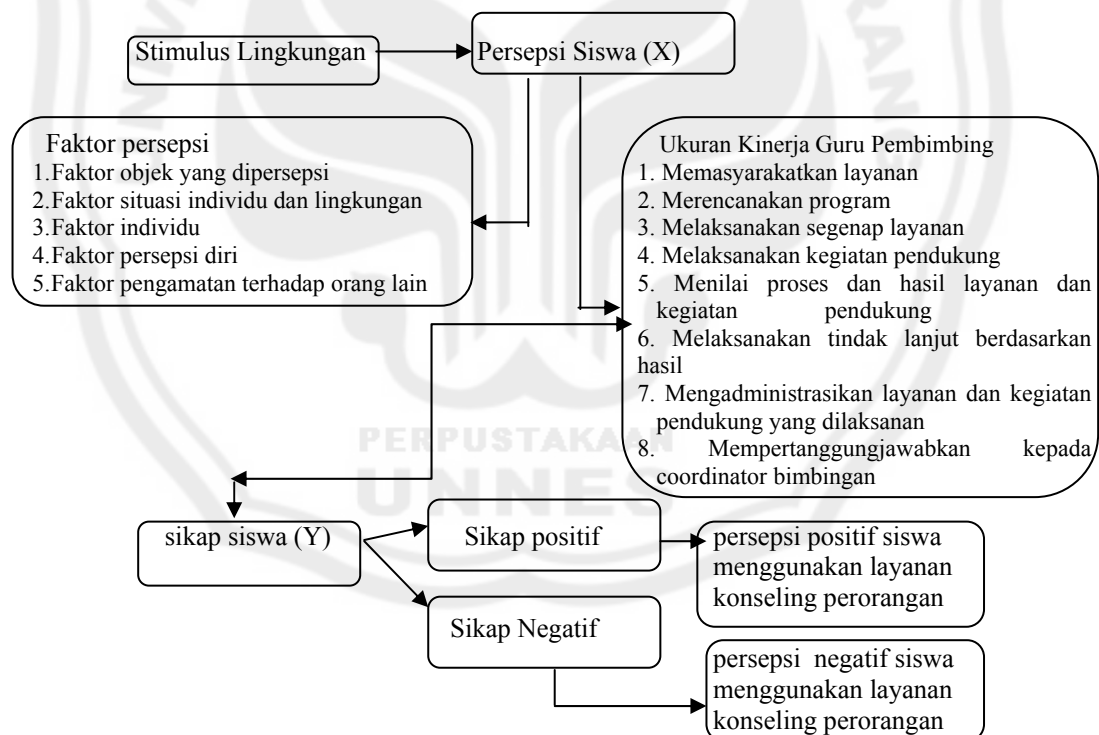 Stimulus Lingkungan
Persepsi Siswa (X)
Faktor persepsi
1.Faktor objek yang dipersepsi
2.Faktor situasi individu dan lingkungan
3.Faktor individu
4.Faktor persepsi diri
5.Faktor pengamatan terhadap orang lain
Ukuran Kinerja Guru Pembimbing
1. Memasyarakatkan layanan
2. Merencanakan program
3. Melaksanakan segenap layanan
4. Melaksanakan kegiatan pendukung
5. Menilai proses dan hasil layanan dan
kegiatan pendukung
6. Melaksanakan tindak lanjut berdasarkan
hasil
7. Mengadministrasikan layanan dan kegiatan
pendukung yang dilaksanan
8. Mempertanggungjawabkan kepada
coordinator bimbingan
PERPUSTAKAAN
UNNES
sikap siswa (Y)
Sikap positif
persepsi positif siswa
menggunakan layanan
konseling perorangan
Sikap Negatif
persepsi negatif siswa
menggunakan layanan
konseling perorangan